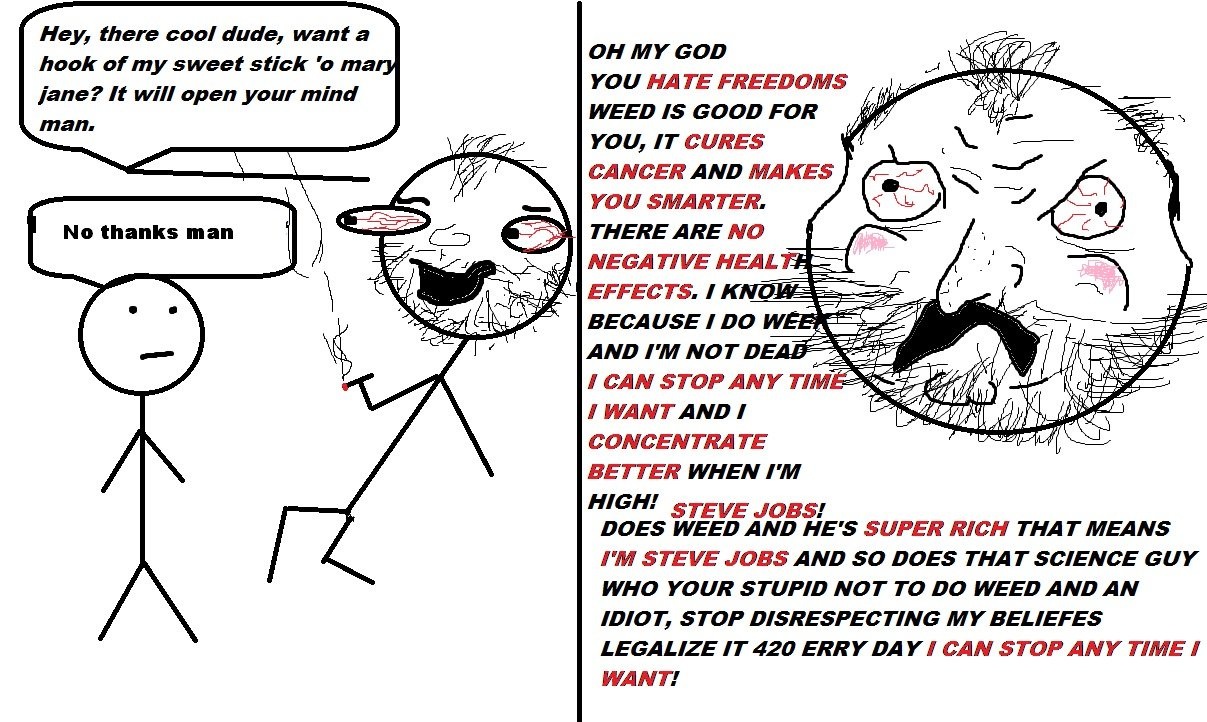 Hey, there cool dude, want a
hook of my sweet stick 'o mary
jane? It will open your mind
man.
No thanks man
OH MY GOD
YOU HATE FREEDOMS
WEED IS GOOD FOR
YOU, IT CURES
CANCER AND MAKES
YOU SMARTER.
THERE ARE NO
NEGATIVE HEALTH
EFFECTS. I KNOW
BECAUSE I DO WEEK
AND I'M NOT DEAD
I CAN STOP ANY TIME
I WANT AND I
CONCENTRATE
BETTER WHEN I'M
HIGH! STEVE JOBS!
DOES WEED AND HE'S SUPER RICH THAT MEANS
I'M STEVE JOBS AND SO DOES THAT SCIENCE GUY
WHO YOUR STUPID NOT TO DO WEED AND AN
IDIOT, STOP DISRESPECTING MY BELIEFES
LEGALIZE IT 420 ERRY DAY I CAN STOP ANY TIME I
WANT!